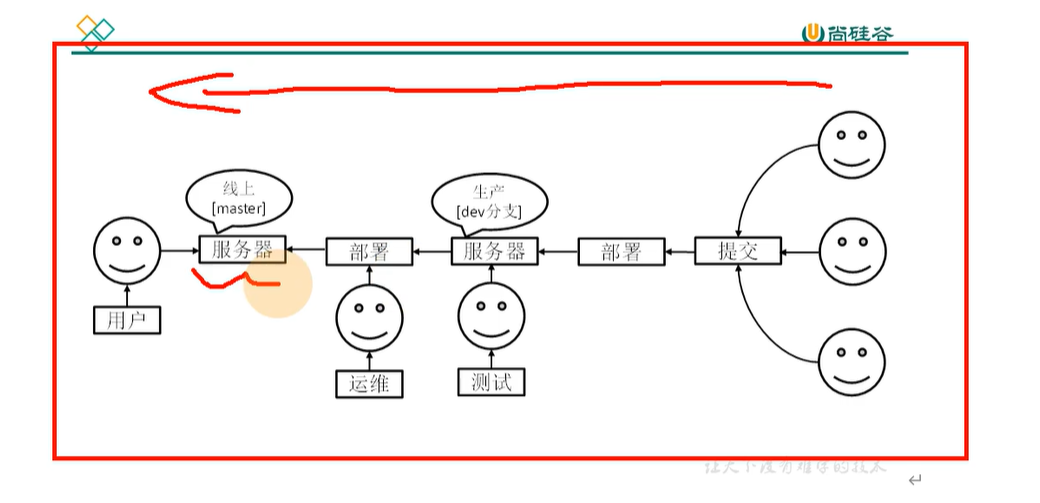 尚硅谷
线上
[master]
生产
[dev分支]
服务器
部署
服务器
部署
提交
用户
运维
测试
让天下没有难学的技术